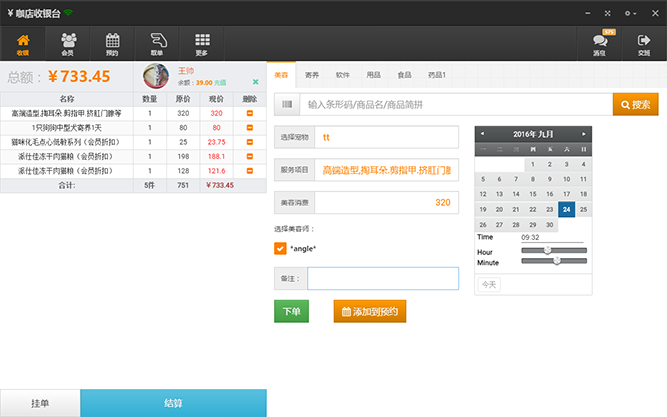 ¥ 咖店收银台
收银 会员 预约 取单 更多 消息 575 交班
总额：¥733.45
王帅
余额：39.00 充值
名称 数量 原价 现价 删除
高端造型,掏耳朵,剪指甲,挤肛门腺等 1 320 320
1只狗狗中型犬寄养1天 1 80 80
猫咪化毛点心低敏系列（会员折扣） 1 25 23.75
派仕佳冻干肉猫粮（会员折扣） 1 198 188.1
派仕佳冻干肉猫粮（会员折扣） 1 128 121.6
合计: 5件 751 ¥733.45
挂单 结算
美容 寄养 软件 用品 食品 药品1
输入条形码/商品名/商品简拼 搜索
选择宠物 tt
服务项目 高端造型,掏耳朵,剪指甲,挤肛门腺
美容消费 320
选择美容师：
*angle*
备注：
下单 添加到预约
2016年 九月
一 二 三 四 五 六 日
1 2 3 4
5 6 7 8 9 10 11
12 13 14 15 16 17 18
19 20 21 22 23 24 25
26 27 28 29 30
Time 09:32
Hour
Minute
今天